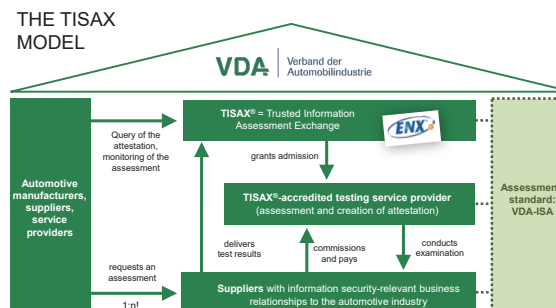 THE TISAX
MODEL
VDA
Verband der
Automobilindustrie
TISAX® = Trusted Information
Assessment Exchange
ENX
Query of the
attestation,
monitoring of the
assessment
grants admission
Automotive
manufacturers,
suppliers,
service
providers
TISAX®-accredited testing service provider
(assessment and creation of attestation)
Assessment
standard:
VDA-ISA
delivers
test results
commissions
and pays
conducts
examination
requests an
assessment
1:n!
Suppliers with information security-relevant business
relationships to the automotive industry